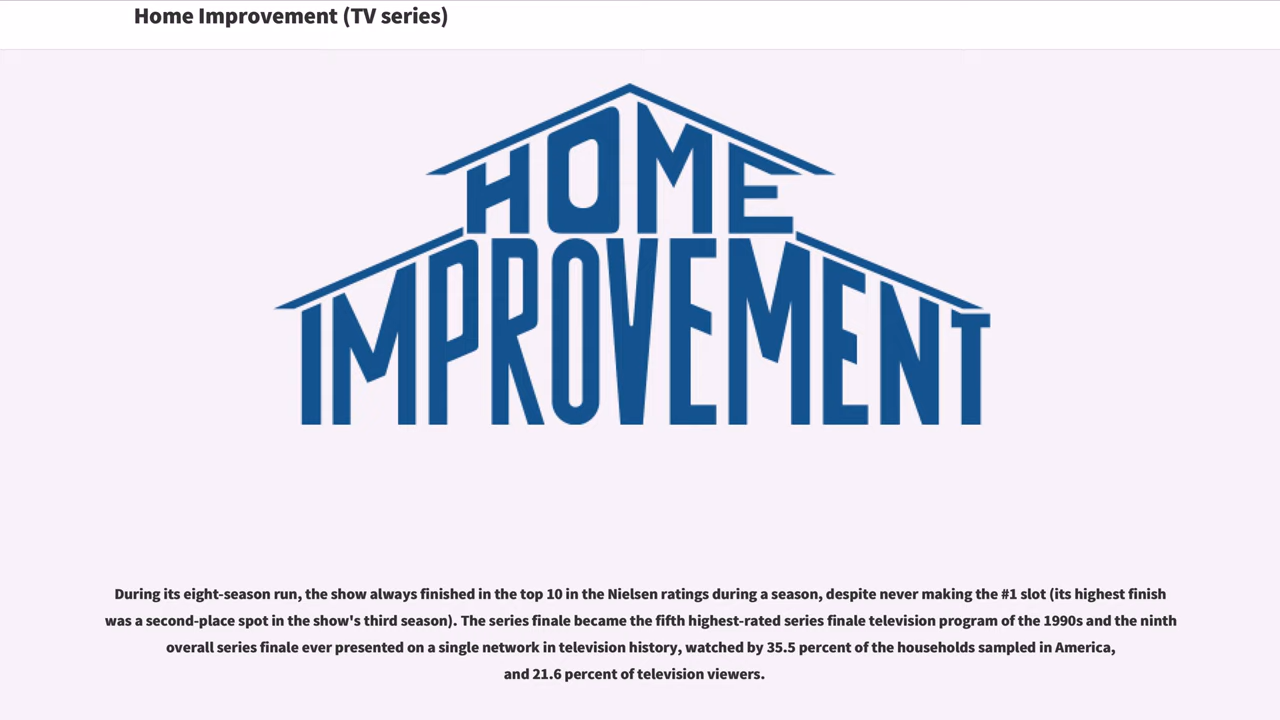 Home Improvement (TV series)
HOME
IMPROVEMENT
During its eight-season run, the show always finished in the top 10 in the Nielsen ratings during a season, despite never making the #1 slot (its highest finish
was a second-place spot in the show's third season). The series finale became the fifth highest-rated series finale television program of the 1990s and the ninth
overall series finale ever presented on a single network in television history, watched by 35.5 percent of the households sampled in America,
and 21.6 percent of television viewers.